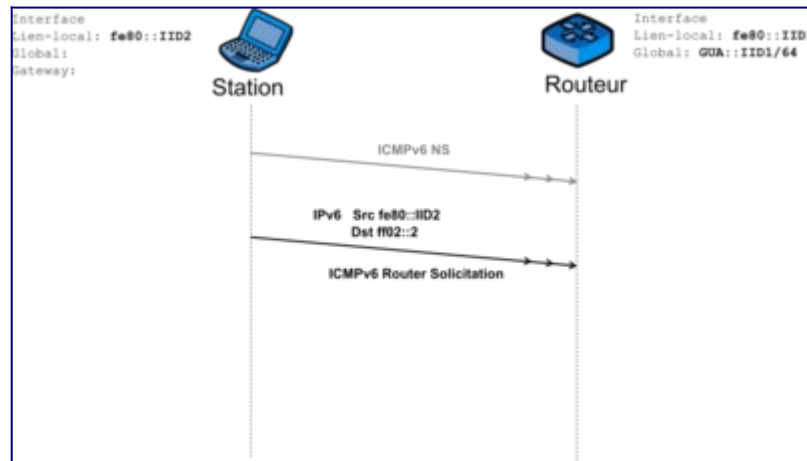 Interface
Lien-local: fe80::IID2
Global:
Gateway:
Station
Routeur
Interface
Lien-local: fe80::IID
Global: GUA::IID1/64
ICMPv6 NS
IPv6 Src fe80::IID2
Dst ff02::2
ICMPv6 Router Solicitation